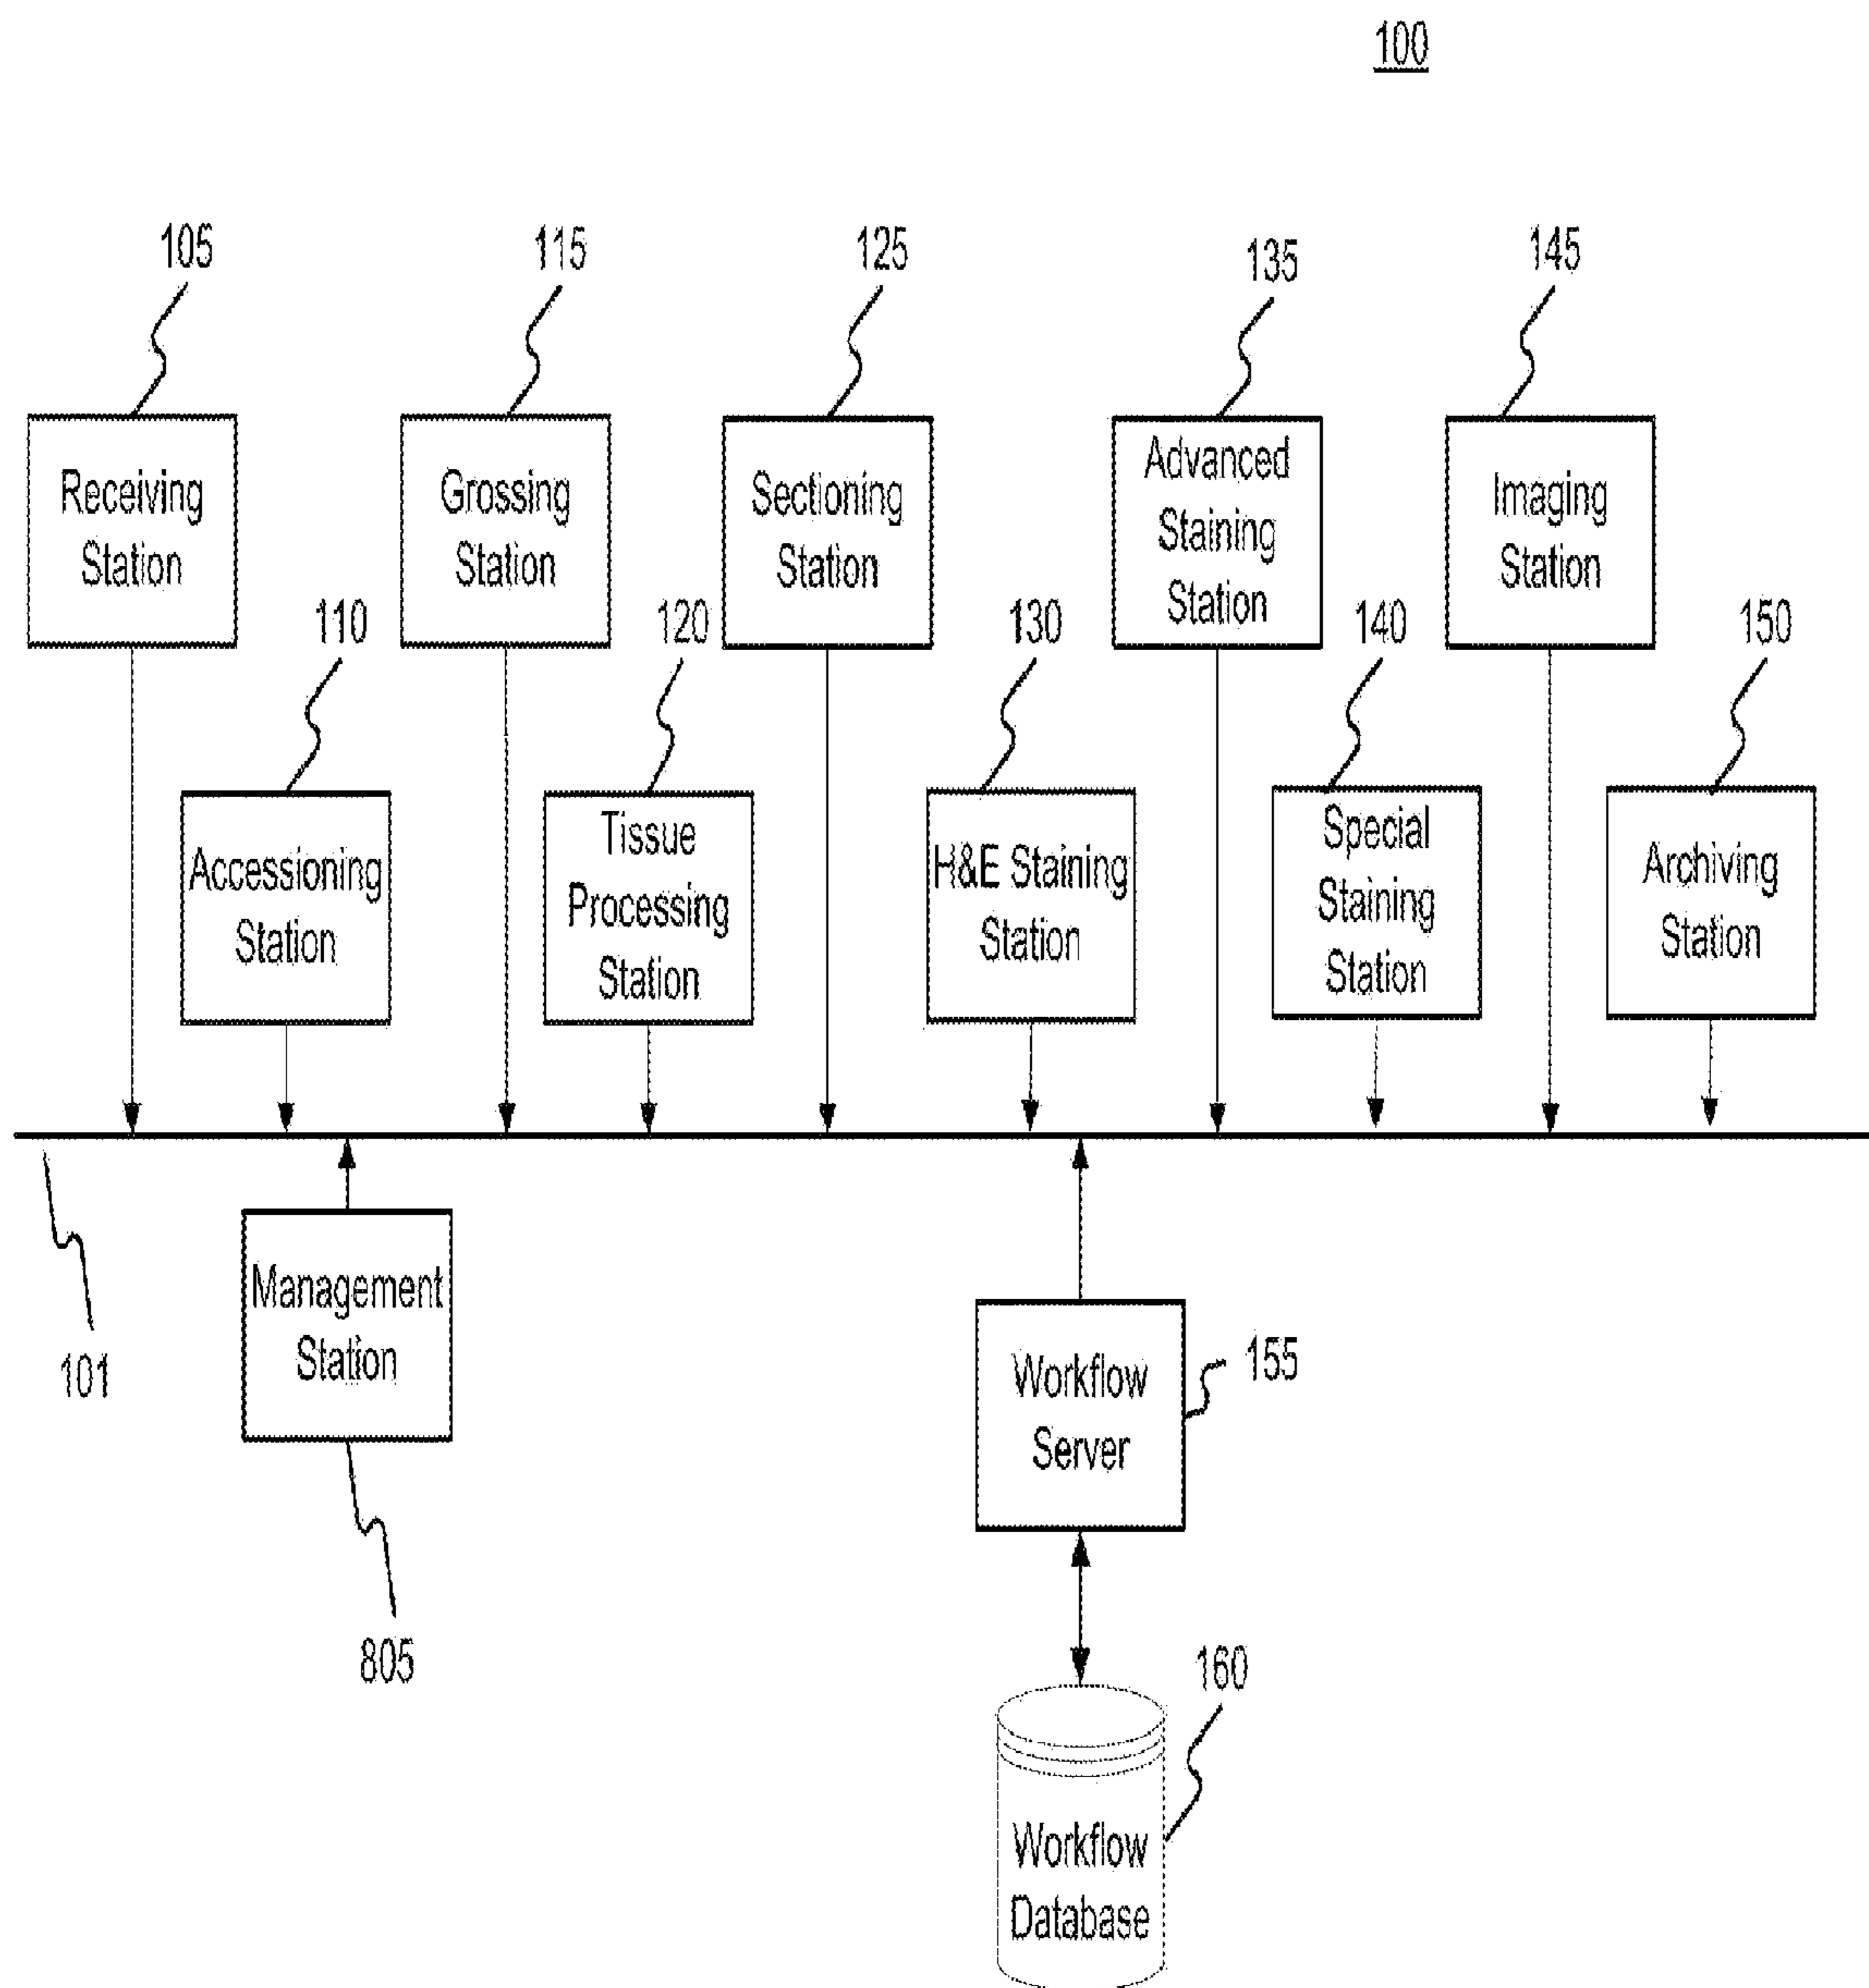 100
105
115
125
135
145
Receiving
Station
Grossing
Station
Sectioning
Station
Advanced
Staining
Station
Imaging
Station
110
120
130
140
150
Accessioning
Station
Tissue
Processing
Station
H&E Staining
Station
Special
Staining
Station
Archiving
Station
101
Management
Station
805
Workflow
Server
155
160
Workflow
Database